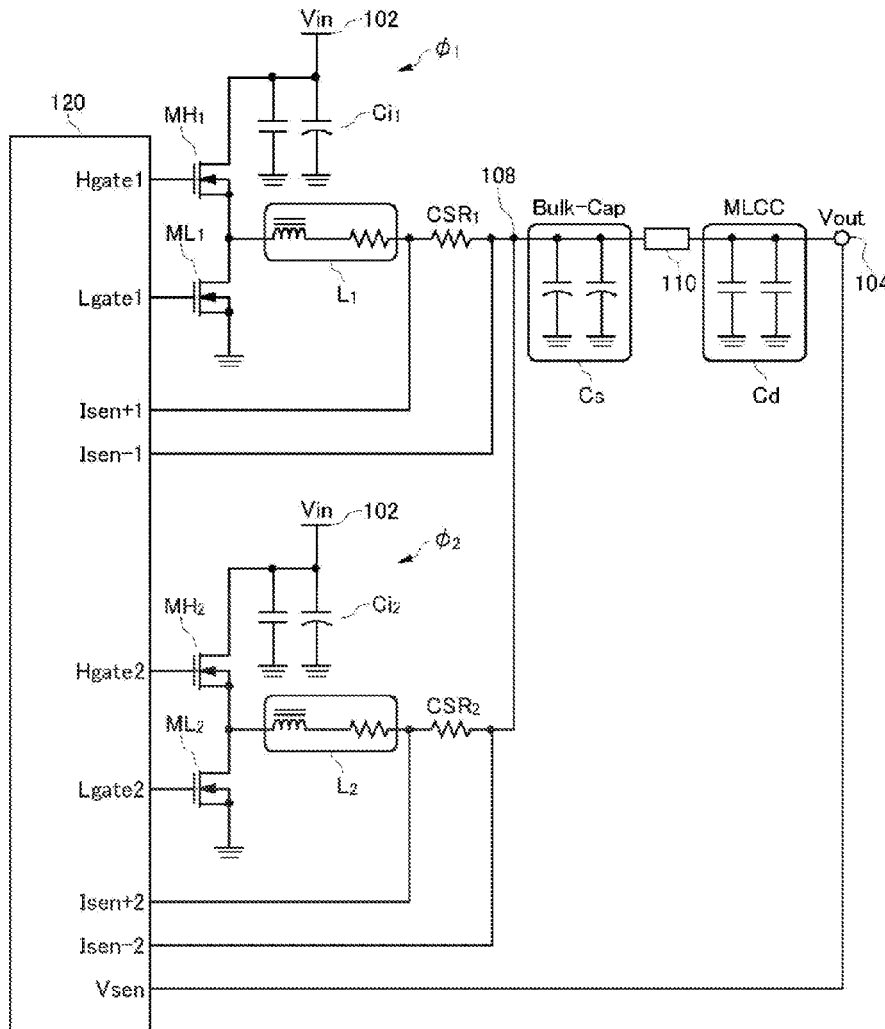 Vin
102
ϕ1
120
MH1
Ci1
Hgate1
108
CSR1
Bulk-Cap
MLCC
Vout
ML1
Lgate1
L1
110
104
Cs
Cd
Isen+1
Isen-1
Vin
102
ϕ2
MH2
Ci2
Hgate2
CSR2
ML2
Lgate2
L2
Isen+2
Isen-2
Vsen